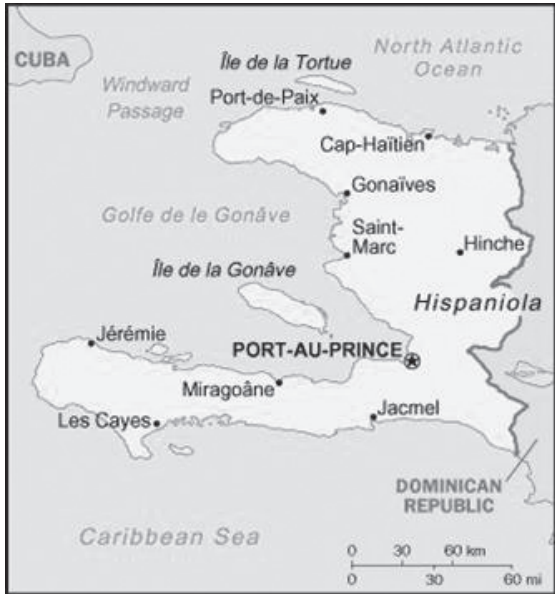 CUBA
North Atlantic
Ocean
Île de la Tortue
Windward
Passage
Port-de-Paix
Cap-Haïtien
Gonaïves
Golfe de le Gonâve
Saint-
Marc
Hinche
Île de la Gonâve
Hispaniola
Jérémie
PORT-AU-PRINCE
Miragoâne
Les Cayes
Jacmel
DOMINICAN
REPUBLIC
Caribbean Sea
0 30 60 km
0 30 60 mi